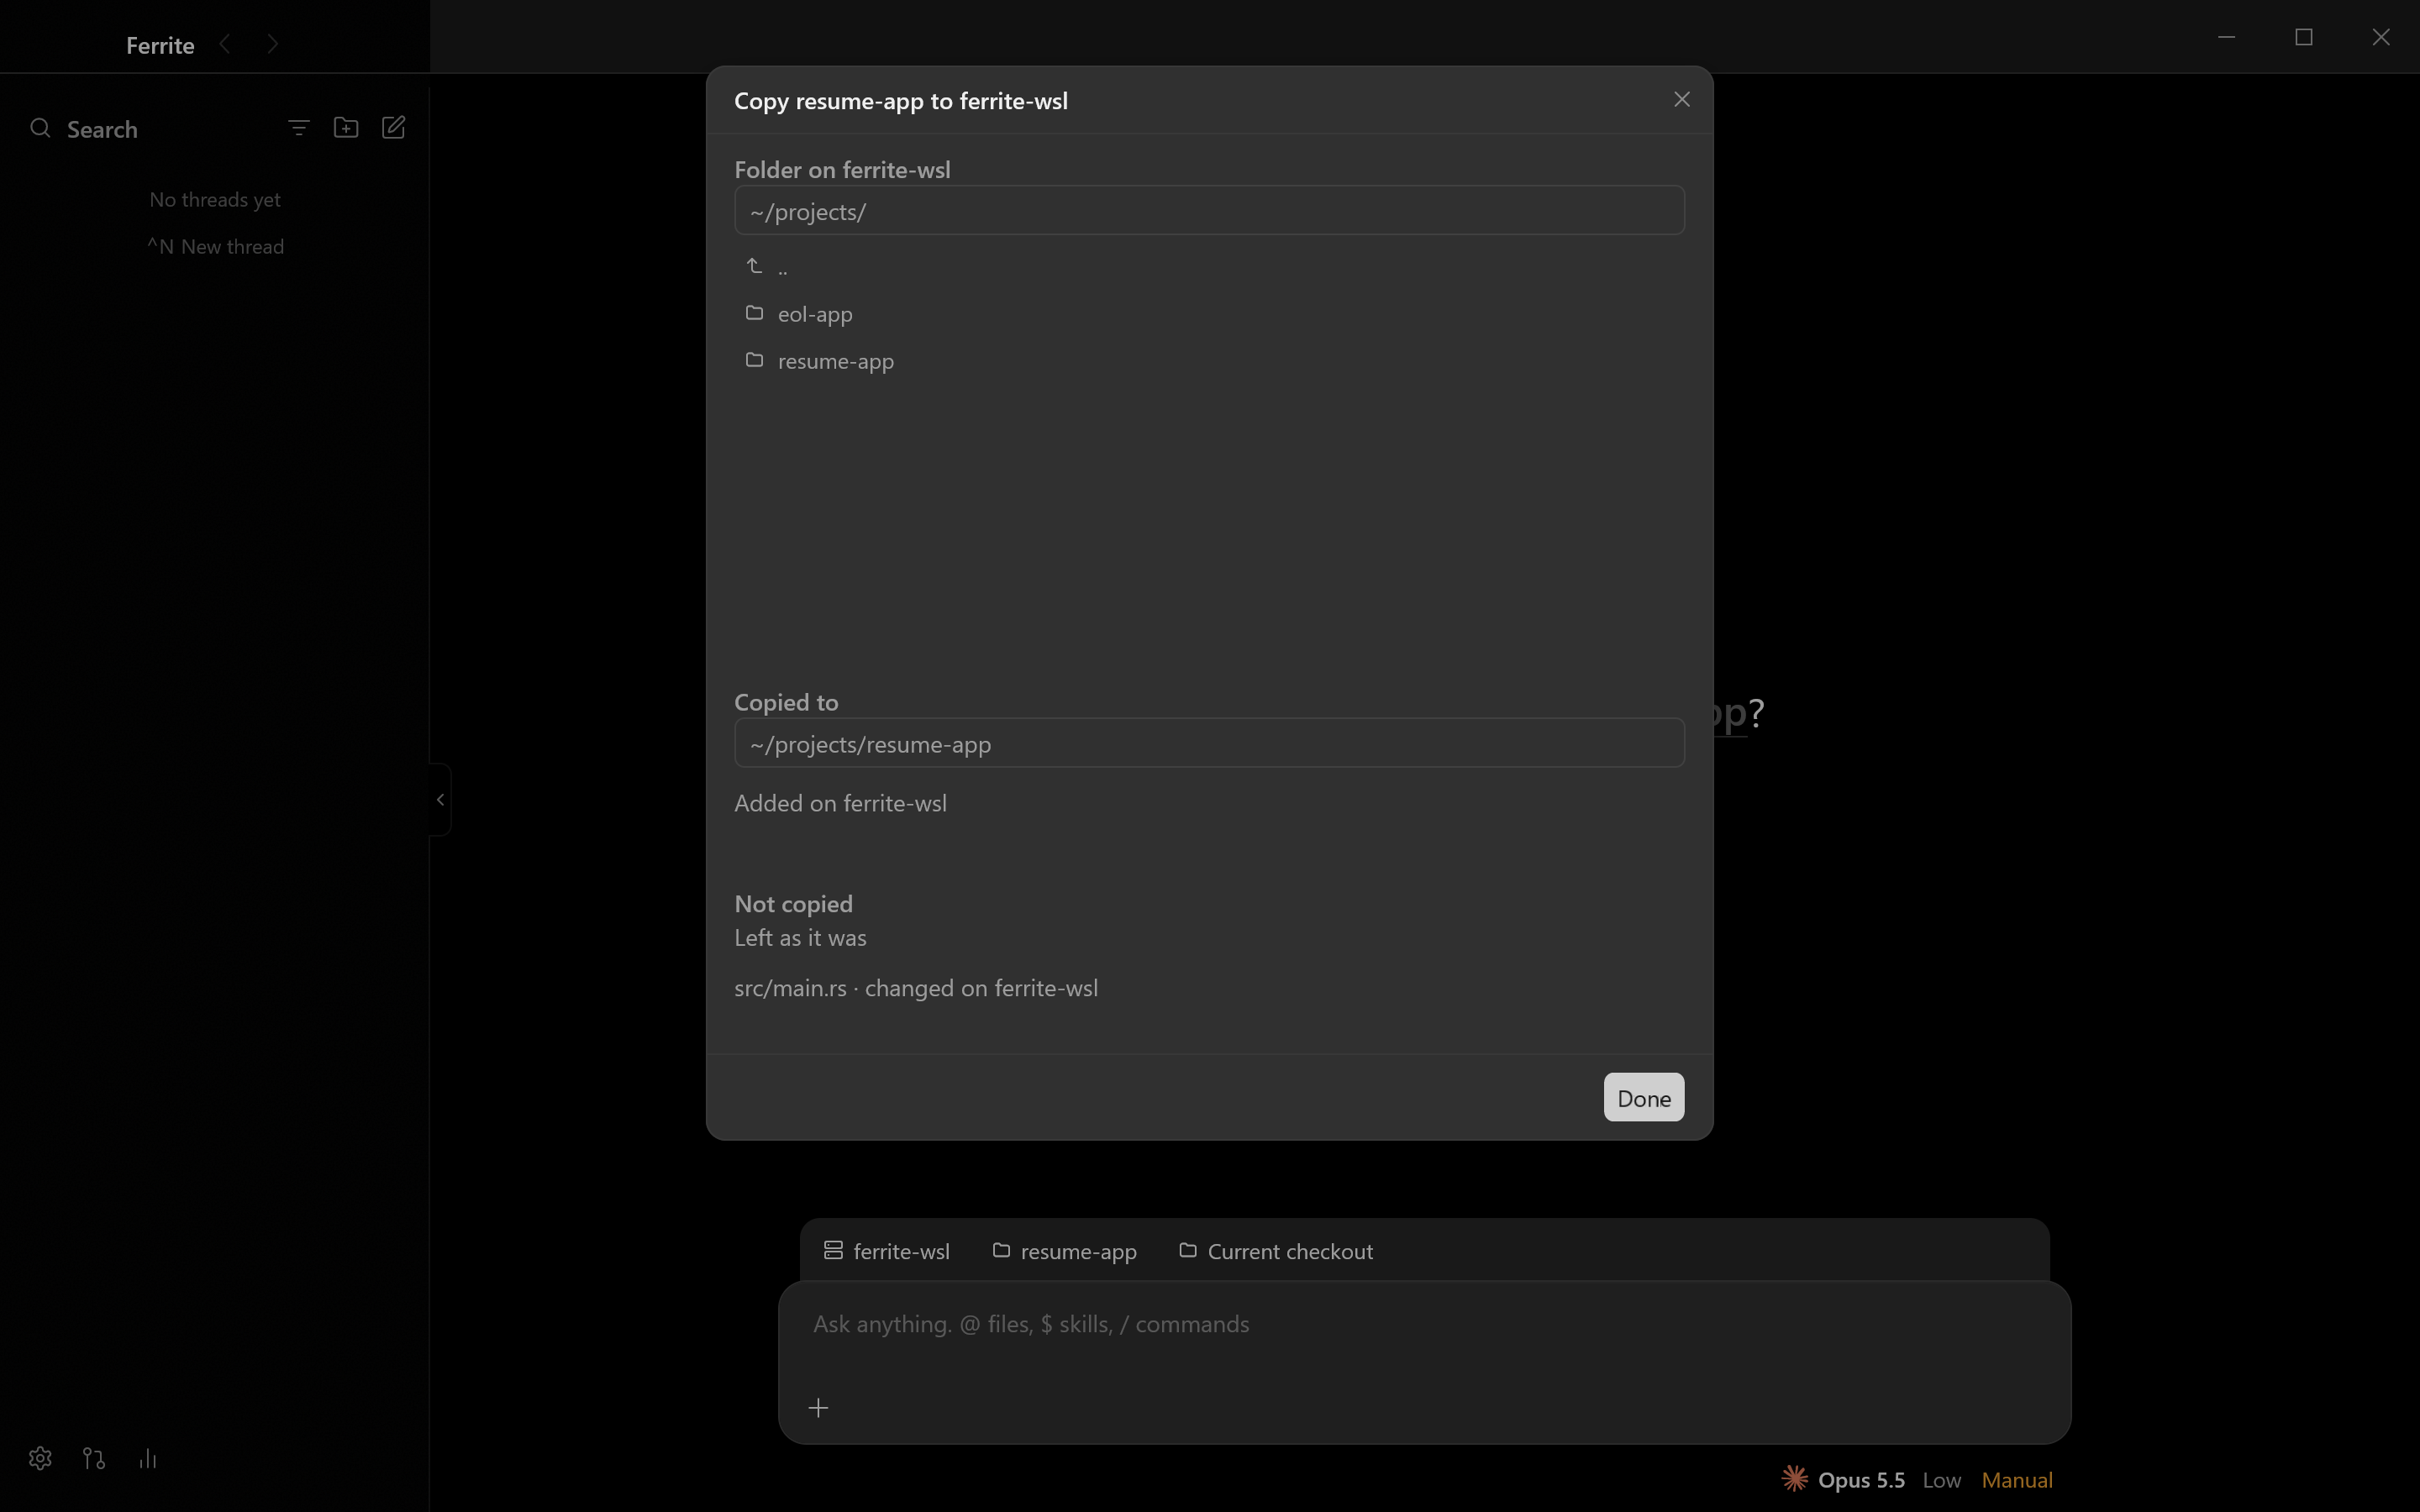 Ferrite
Search
No threads yet
^N New thread
Copy resume-app to ferrite-wsl
Folder on ferrite-wsl
~/projects/
..
eol-app
resume-app
Copied to
~/projects/resume-app
Added on ferrite-wsl
Not copied
Left as it was
src/main.rs · changed on ferrite-wsl
Done
?
ferrite-wsl
resume-app
Current checkout
Ask anything. @ files, $ skills, / commands
Opus 5.5 Low Manual